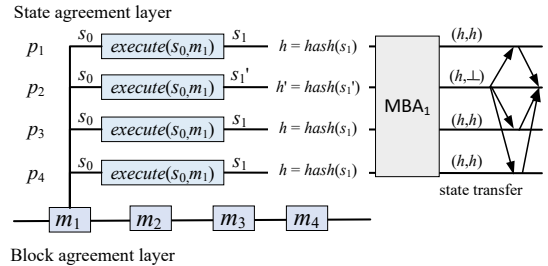 State agreement layer
p1 s0 execute(s0,m1) s1 h = hash(s1) (h,h)
p2 s0 execute(s0,m1) s1' h' = hash(s1') (h,⊥)
MBA1
p3 s0 execute(s0,m1) s1 h = hash(s1) (h,h)
p4 s0 execute(s0,m1) s1 h = hash(s1) (h,h)
state transfer
m1 m2 m3 m4
Block agreement layer